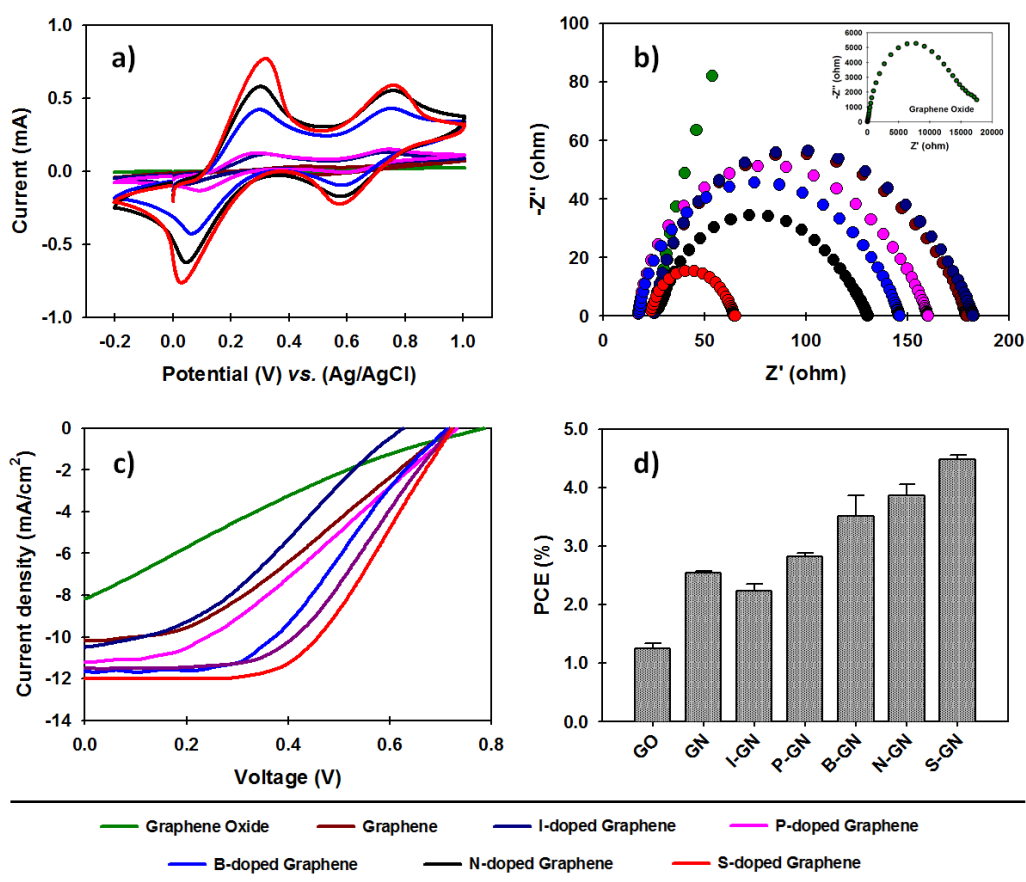 a)
1.0
0.5
0.0
-0.5
-1.0
Current (mA)
-0.2 0.0 0.2 0.4 0.6 0.8 1.0
Potential (V) vs. (Ag/AgCl)
b)
-100
80
60
40
20
0
-Z'' (ohm)
0 50 100 150 200
Z' (ohm)
6000
5000
4000
3000
2000
1000
0
-Z'' (ohm)
Graphene Oxide
0 5000 10000 15000 20000
Z' (ohm)
c)
0
-2
-4
-6
-8
-10
-12
-14
Current density (mA/cm²)
0.0 0.2 0.4 0.6 0.8
Voltage (V)
d)
5.0
4.0
3.0
2.0
1.0
0.0
PCE (%)
GO GN I-GN P-GN B-GN N-GN S-GN
Graphene Oxide Graphene I-doped Graphene P-doped Graphene
B-doped Graphene N-doped Graphene S-doped Graphene